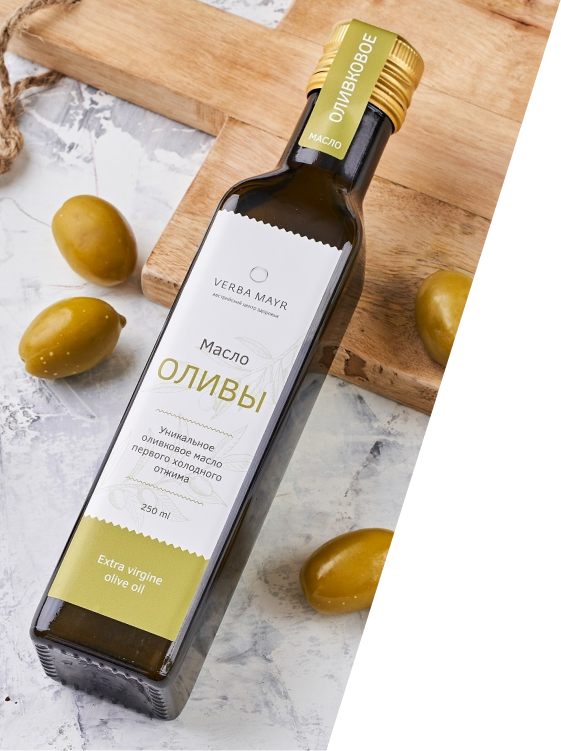 МАСЛО
ОЛИВКОВОЕ
VERBA MAYR
австрийский центр здоровья
Масло
ОЛИВЫ
Уникальное
оливковое масло
первого холодного
отжима
250 ml
Extra virgine
olive oil